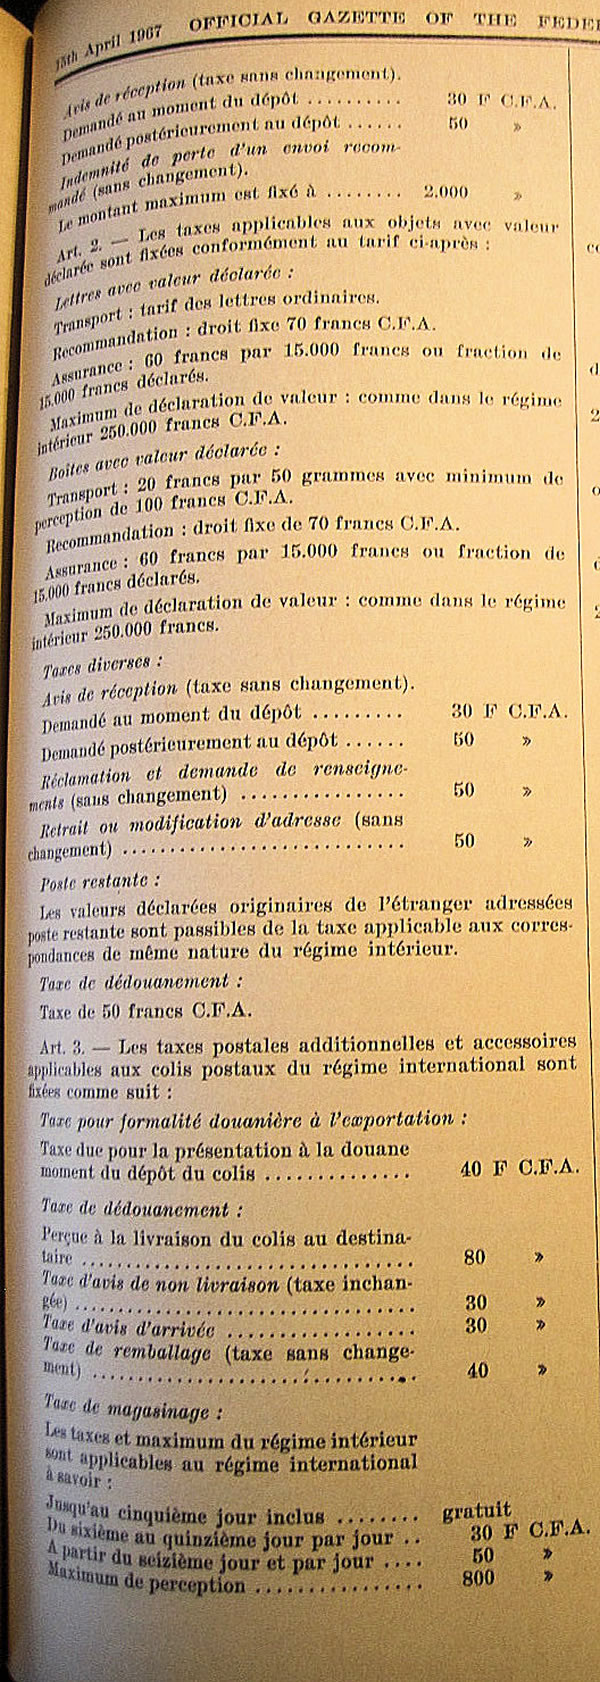 15th April 1967 OFFICIAL GAZETTE OF THE FEDE
Avis de réception (taxe sans changement).
Demandé au moment du dépôt .......... 30 F C.F.A.
Demandé postérieurement au dépôt ...... 50 »
Indemnité de perte d'un envoi recom-
mandé (sans changement).
Le montant maximum est fixé à ........ 2.000 »
Art. 2. — Les taxes applicables aux objets avec valeur
déclarée sont fixées conformément au tarif ci-après :
Lettres avec valeur déclarée :
Transport : tarif des lettres ordinaires.
Recommandation : droit fixe 70 francs C.F.A.
Assurance : 60 francs par 15.000 francs ou fraction de
15.000 francs déclarés.
Maximum de déclaration de valeur : comme dans le régime
intérieur 250.000 francs C.F.A.
Boîtes avec valeur déclarée :
Transport : 20 francs par 50 grammes avec minimum de
perception de 100 francs C.F.A.
Recommandation : droit fixe de 70 francs C.F.A.
Assurance : 60 francs par 15.000 francs ou fraction de
15.000 francs déclarés.
Maximum de déclaration de valeur : comme dans le régime
intérieur 250.000 francs.
Taxes diverses :
Avis de réception (taxe sans changement).
Demandé au moment du dépôt ......... 30 F C.F.A.
Demandé postérieurement au dépôt ...... 50 »
Réclamation et demande de renseigne-
ments (sans changement) ................ 50 »
Retrait ou modification d'adresse (sans
changement) ............................ 50 »
Poste restante :
Les valeurs déclarées originaires de l'étranger adressées
poste restante sont passibles de la taxe applicable aux corres-
pondances de même nature du régime intérieur.
Taxe de dédouanement :
Taxe de 50 francs C.F.A.
Art. 3. — Les taxes postales additionnelles et accessoires
applicables aux colis postaux du régime international sont
fixées comme suit :
Taxe pour formalité douanière à l'exportation :
Taxe due pour la présentation à la douane
moment du dépôt du colis .............. 40 F C.F.A.
Taxe de dédouanement :
Perçue à la livraison du colis au destina-
taire ................................. 80 »
Taxe d'avis de non livraison (taxe inchan-
gée) .................................. 30 »
Taxe d'avis d'arrivée .................. 30 »
Taxe de remballage (taxe sans change-
ment) ................................. 40 »
Taxe de magasinage :
Les taxes et maximum du régime intérieur
sont applicables au régime international
à savoir :
Jusqu'au cinquième jour inclus ........ gratuit
Du sixième au quinzième jour par jour .. 30 F C.F.A.
A partir du seizième jour et par jour .... 50 »
Maximum de perception ................ 800 »